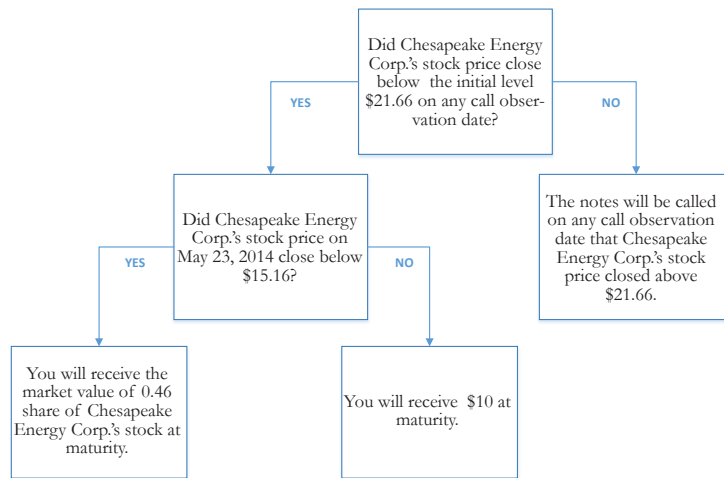 Did Chesapeake Energy
Corp.'s stock price close
below the initial level
$21.66 on any call obser-
vation date?
YES
NO
Did Chesapeake Energy
Corp.'s stock price on
May 23, 2014 close below
$15.16?
The notes will be called
on any call observation
date that Chesapeake
Energy Corp.'s stock
price closed above
$21.66.
YES
NO
You will receive the
market value of 0.46
share of Chesapeake
Energy Corp.'s stock at
maturity.
You will receive $10 at
maturity.